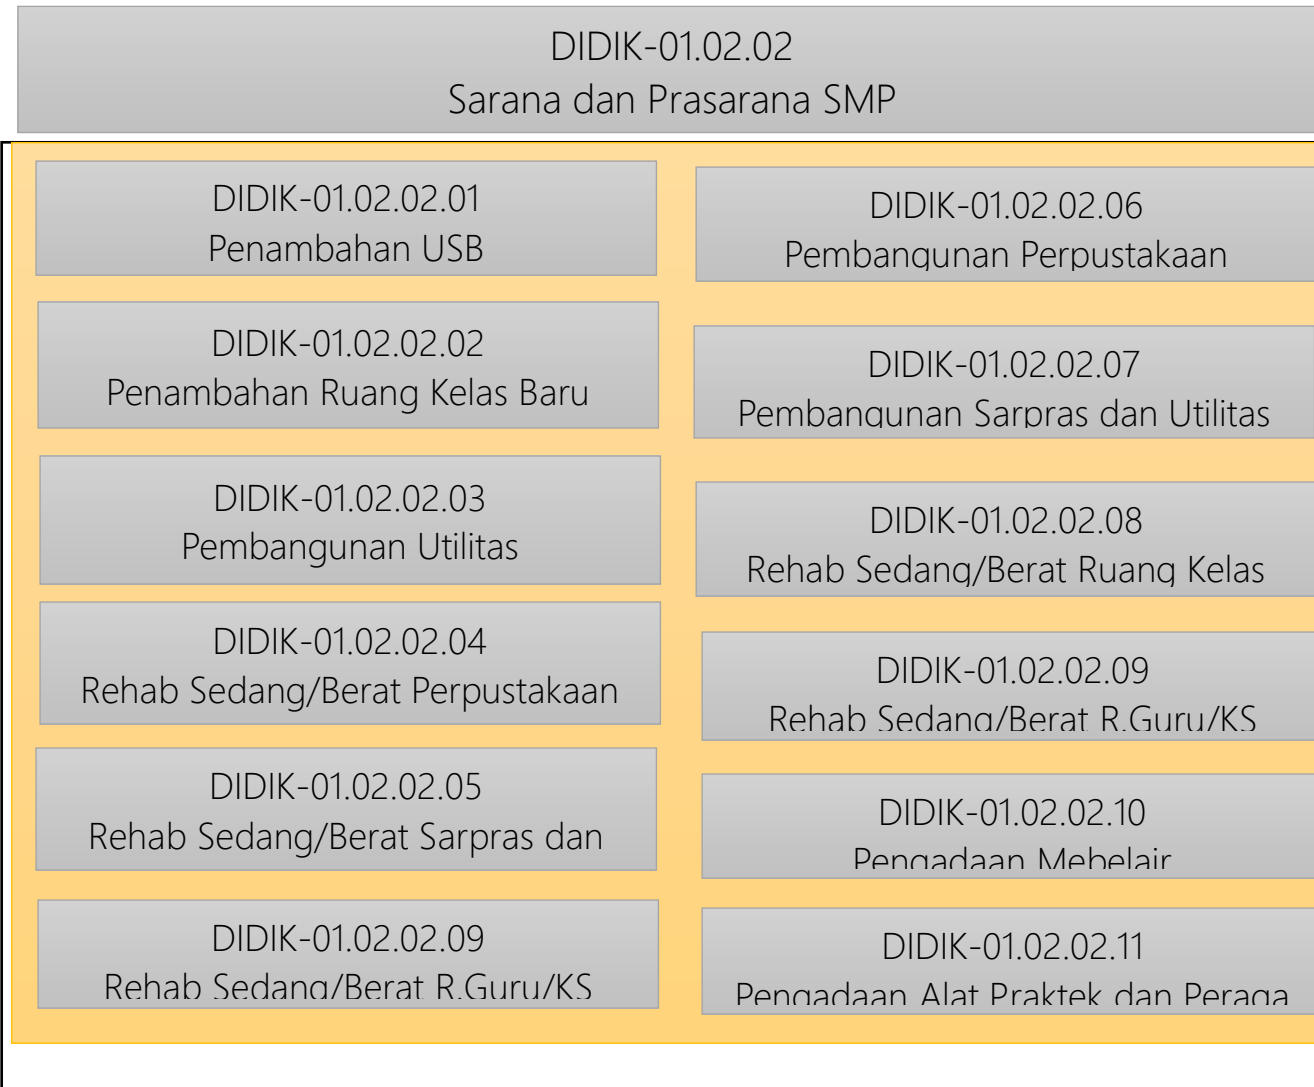 DIDIK-01.02.02
Sarana dan Prasarana SMP
DIDIK-01.02.02.01
Penambahan USB
DIDIK-01.02.02.02
Penambahan Ruang Kelas Baru
DIDIK-01.02.02.03
Pembangunan Utilitas
DIDIK-01.02.02.04
Rehab Sedang/Berat Perpustakaan
DIDIK-01.02.02.05
Rehab Sedang/Berat Sarpras dan
DIDIK-01.02.02.09
Rehab Sedang/Berat R.Guru/KS
DIDIK-01.02.02.06
Pembangunan Perpustakaan
DIDIK-01.02.02.07
Pembangunan Sarpras dan Utilitas
DIDIK-01.02.02.08
Rehab Sedang/Berat Ruang Kelas
DIDIK-01.02.02.09
Rehab Sedang/Berat R.Guru/KS
DIDIK-01.02.02.10
Pengadaan Mebelair
DIDIK-01.02.02.11
Pengadaan Alat Praktek dan Peraga